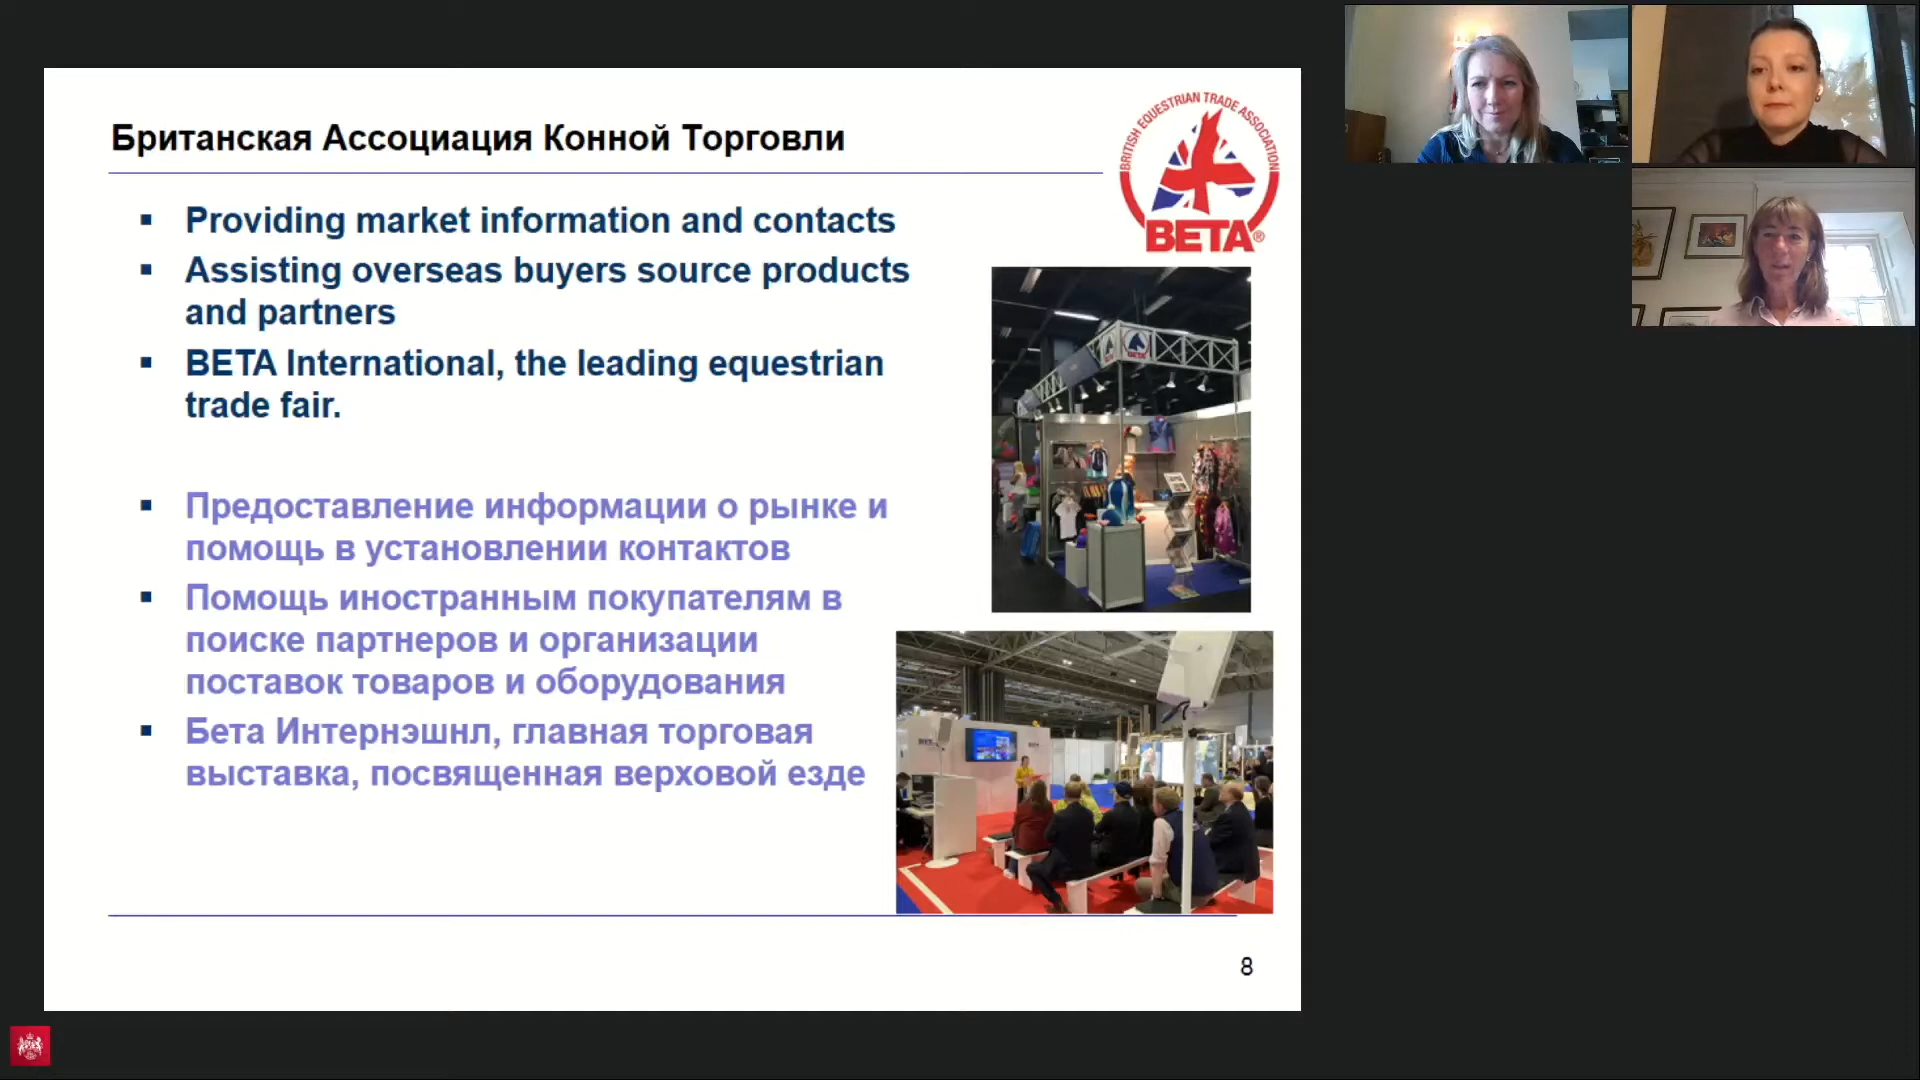 Британская Ассоциация Конной Торговли
BRITISH EQUESTRIAN TRADE ASSOCIATION
BETA®
▪ Providing market information and contacts
▪ Assisting overseas buyers source products
and partners
▪ BETA International, the leading equestrian
trade fair.
▪ Предоставление информации о рынке и
помощь в установлении контактов
▪ Помощь иностранным покупателям в
поиске партнеров и организации
поставок товаров и оборудования
▪ Бета Интернэшнл, главная торговая
выставка, посвященная верховой езде
BETA
8